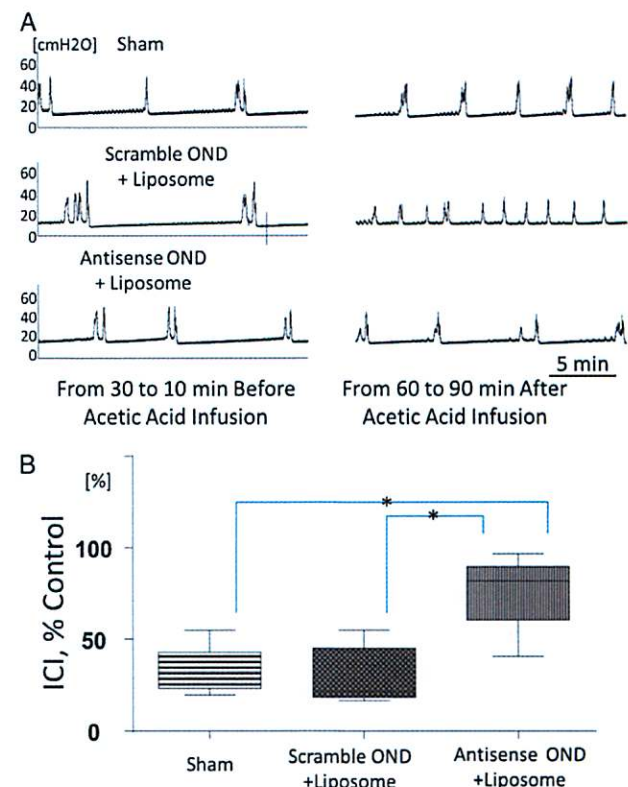 A
[cmH2O] Sham
60
40
20
0
Scramble OND
+ Liposome
60
40
20
0
Antisense OND
+ Liposome
60
40
20
0
5 min
From 30 to 10 min Before
Acetic Acid Infusion
From 60 to 90 min After
Acetic Acid Infusion
B
[%]
ICI, % Control
100
50
0
*
*
Sham
Scramble OND
+Liposome
Antisense OND
+Liposome